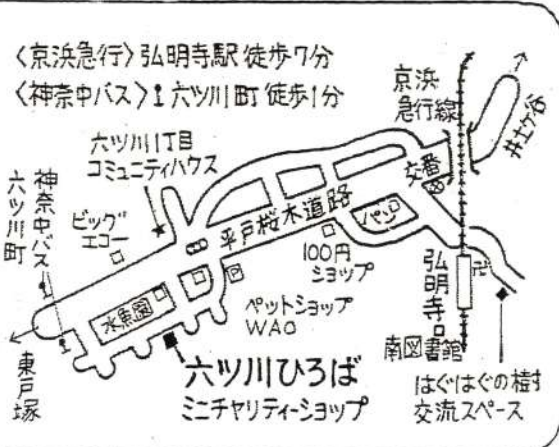 〈京浜急行〉弘明寺駅 徒歩7分
〈神奈中バス〉六ツ川町 徒歩1分
京浜
急行線
井土ヶ谷
六ツ川1丁目
コミュニティハウス
交番
神奈中バス
六ツ川町
ビッグ
エコー
平戸桜木道路
パン
100円
ショップ
弘明寺
卍
水魚園
ペットショップ
WAO
南図書館
東戸塚
六ツ川ひろば
ミニチャリティーショップ
はぐはぐの樹
交流スペース